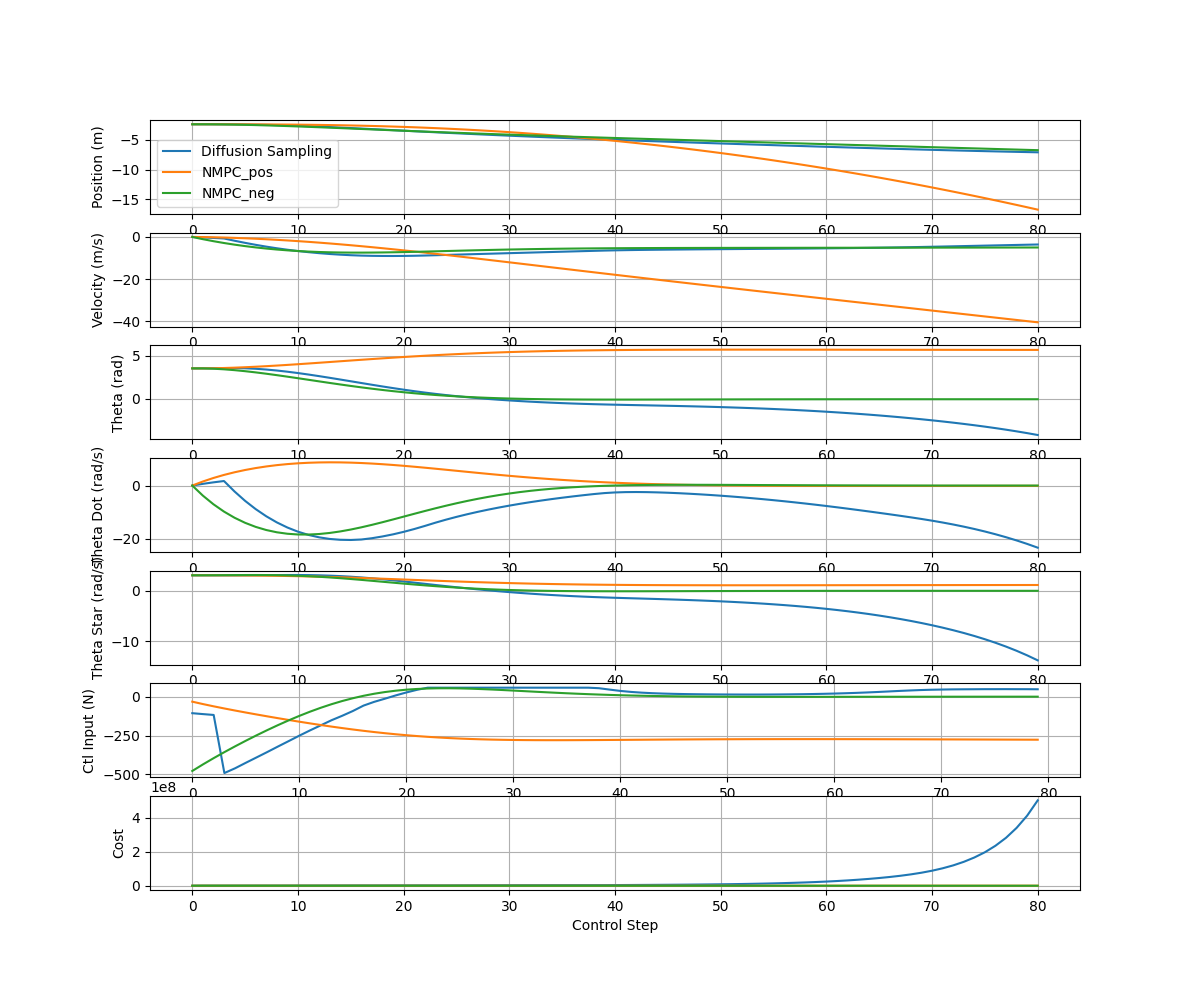 Position (m)
−5
−10
−15
Diffusion Sampling
NMPC_pos
NMPC_neg
0 10 20 30 40 50 60 70 80
Velocity (m/s)
0
−20
−40
0 10 20 30 40 50 60 70 80
Theta (rad)
5
0
0 10 20 30 40 50 60 70 80
Theta Dot (rad/s)
0
−20
0 10 20 30 40 50 60 70 80
Theta Star (rad/s)
0
−10
0 10 20 30 40 50 60 70 80
Ctl Input (N)
0
−250
−500
0 10 20 30 40 50 60 70 80
1e8
Cost
4
2
0
0 10 20 30 40 50 60 70 80
Control Step